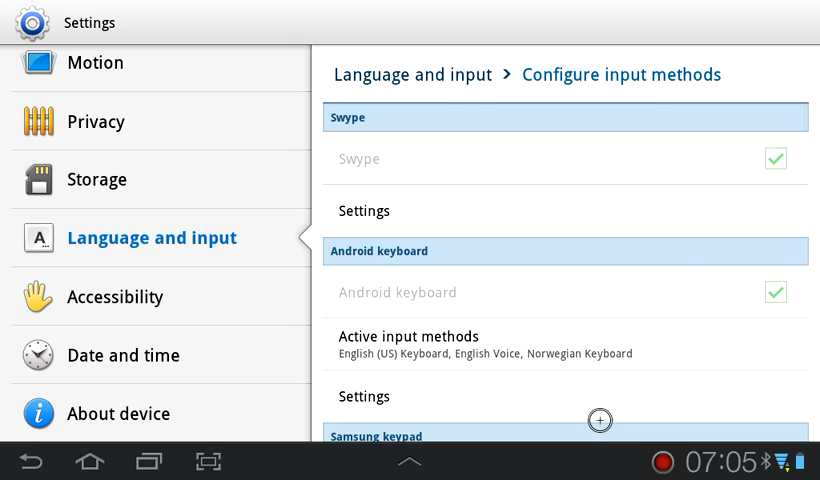 Settings
Motion
Privacy
Storage
A
Language and input
Accessibility
Date and time
About device
Language and input > Configure input methods
Swype
Swype
Settings
Android keyboard
Android keyboard
Active input methods
English (US) Keyboard, English Voice, Norwegian Keyboard
Settings
Samsung keypad
07:05